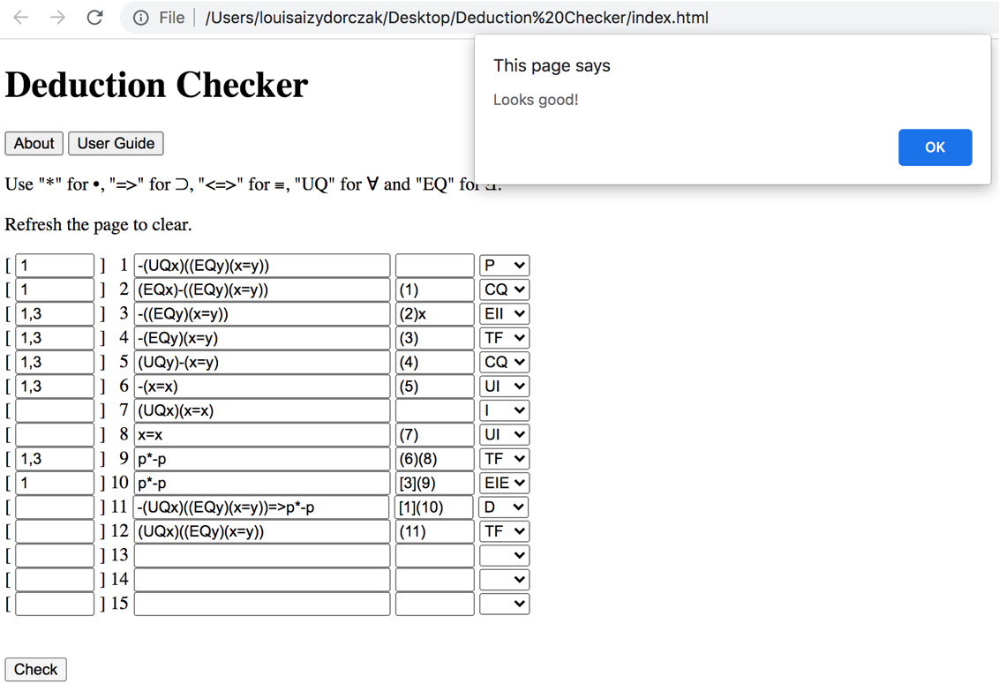 File | /Users/louisaizydorczak/Desktop/Deduction%20Checker/index.html
This page says
Looks good!
OK
Deduction Checker
About User Guide
Use "*" for •, "=>" for ⊃, "<=>" for ≡, "UQ" for ∀ and "EQ" for ∃.
Refresh the page to clear.
[ 1 ] 1 -(UQx)((EQy)(x=y)) P
[ 1 ] 2 (EQx)-((EQy)(x=y)) (1) CQ
[ 1,3 ] 3 -((EQy)(x=y)) (2)x EII
[ 1,3 ] 4 -(EQy)(x=y) (3) TF
[ 1,3 ] 5 (UQy)-(x=y) (4) CQ
[ 1,3 ] 6 -(x=x) (5) UI
[ ] 7 (UQx)(x=x) I
[ ] 8 x=x (7) UI
[ 1,3 ] 9 p*-p (6)(8) TF
[ 1 ] 10 p*-p [3](9) EIE
[ ] 11 -(UQx)((EQy)(x=y))=>p*-p [1](10) D
[ ] 12 (UQx)((EQy)(x=y)) (11) TF
[ ] 13
[ ] 14
[ ] 15
Check